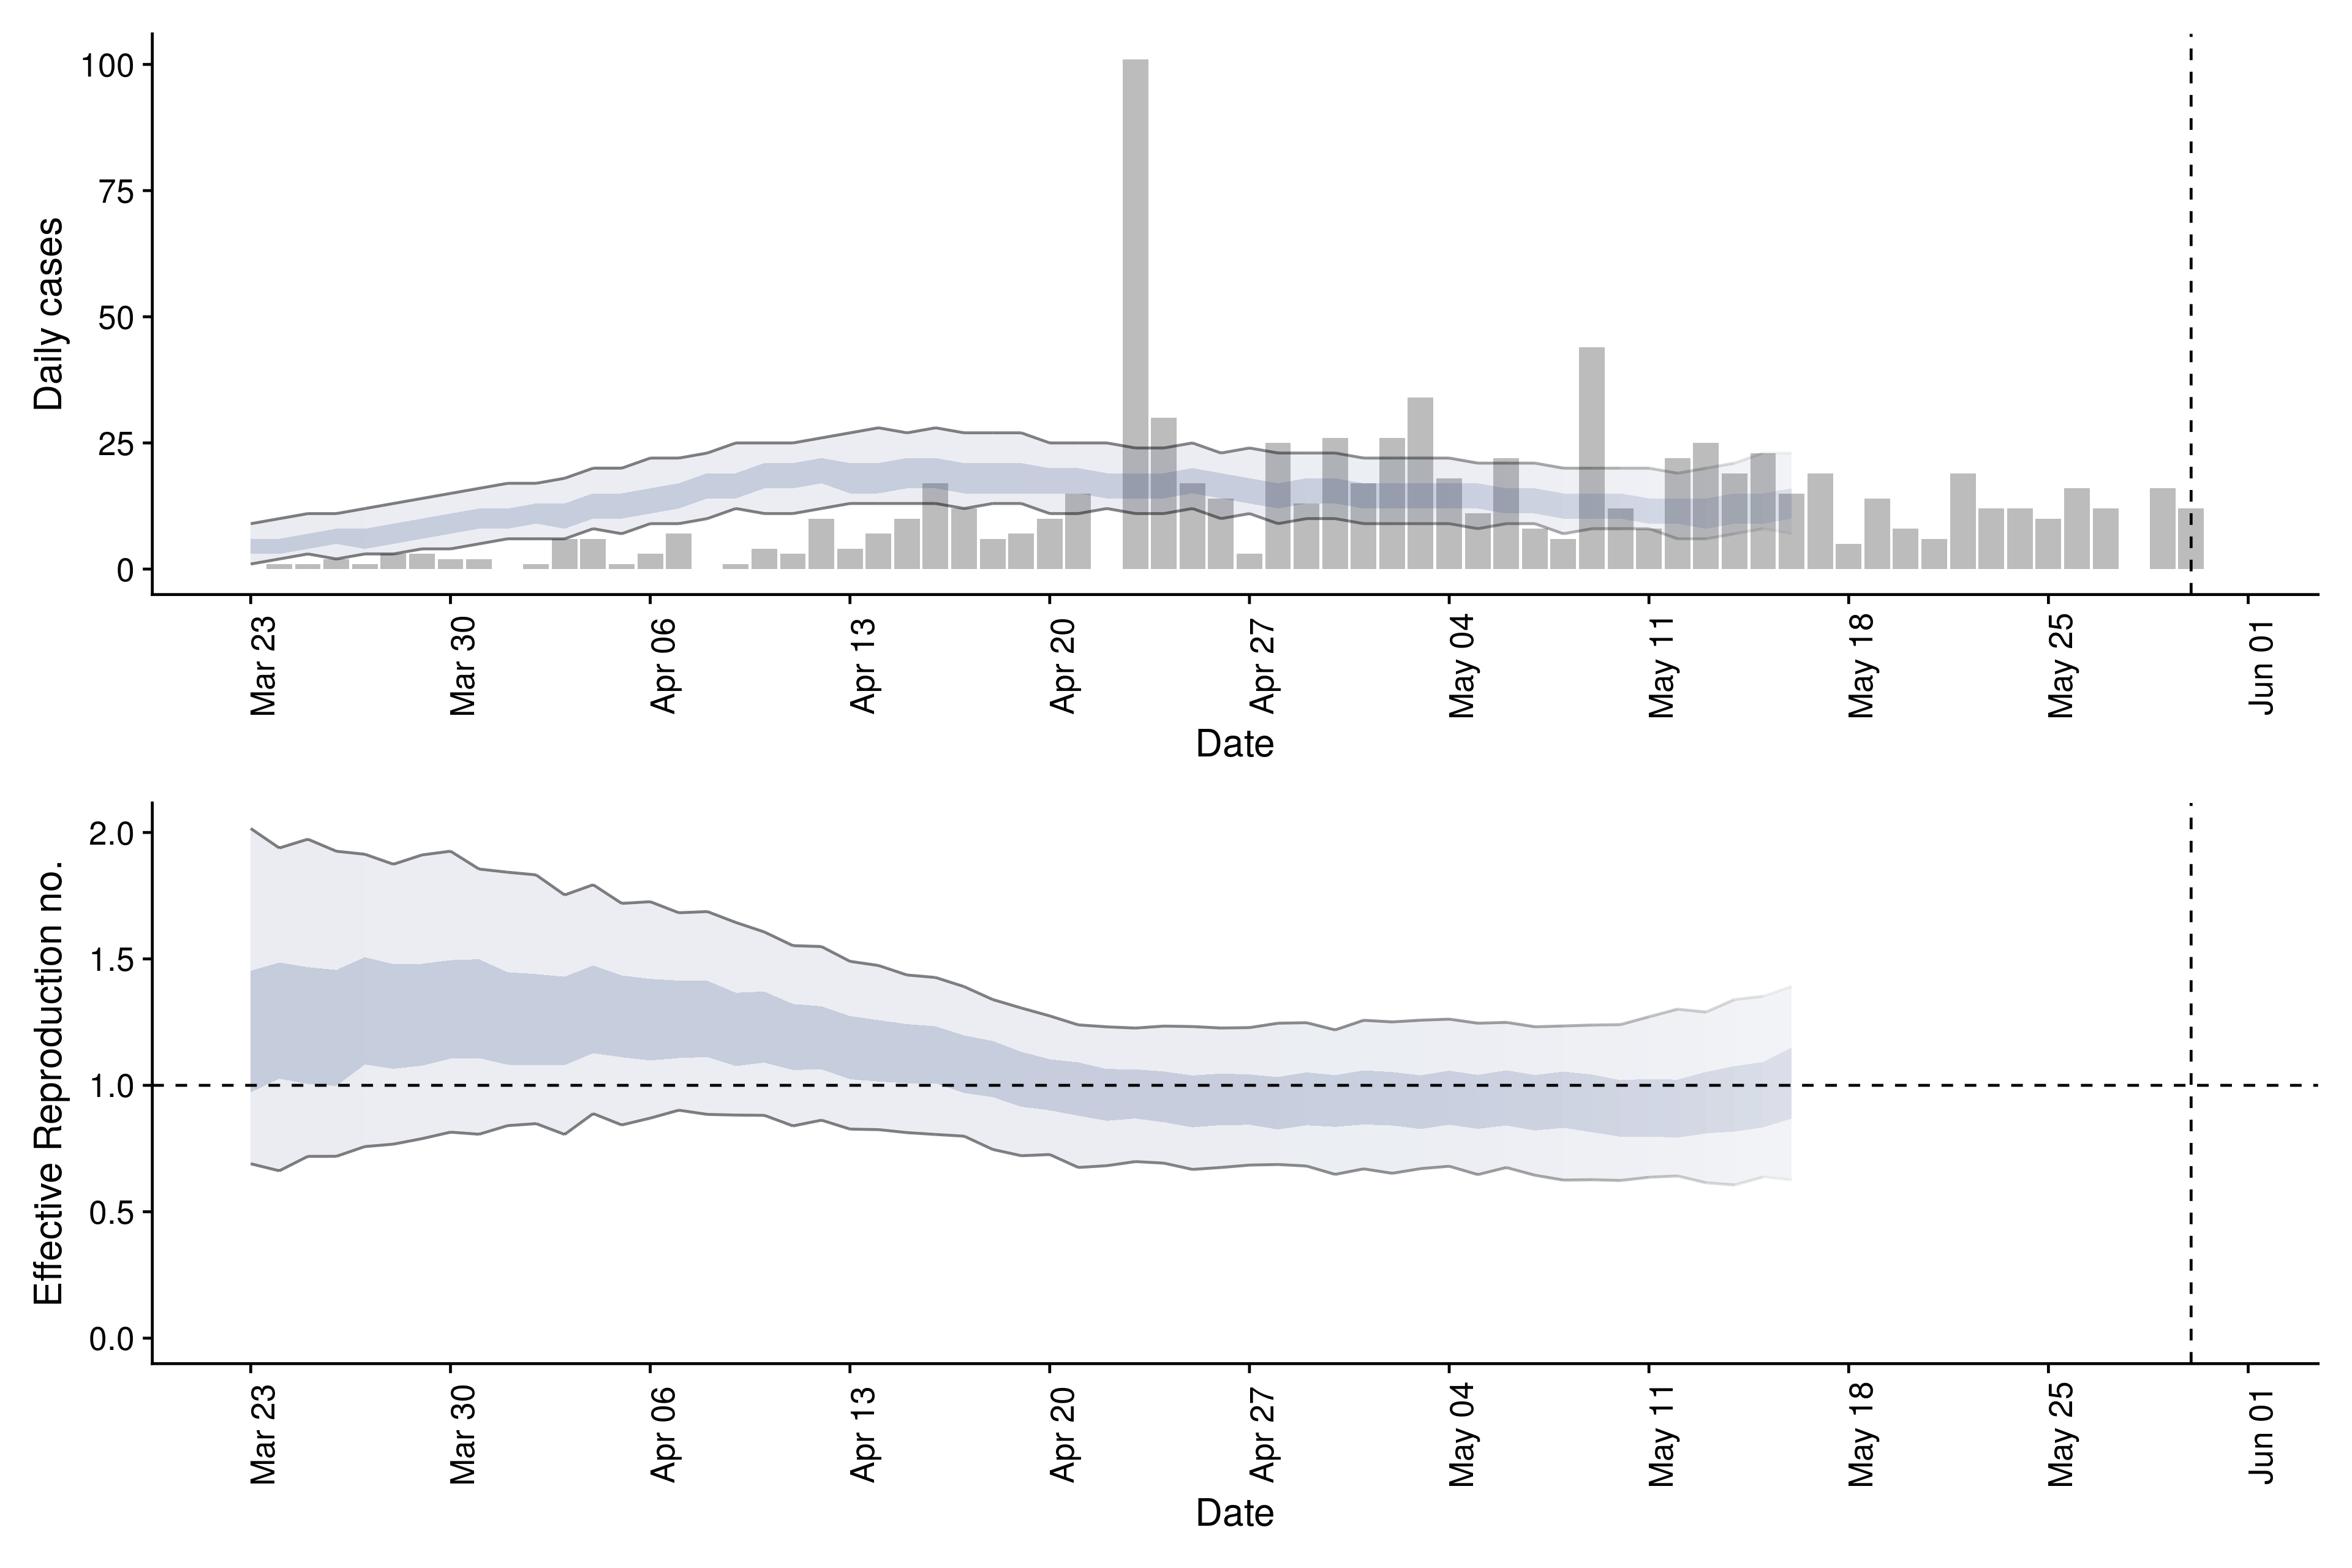 Daily cases
100
75
50
25
0
Mar 23
Mar 30
Apr 06
Apr 13
Apr 20
Apr 27
May 04
May 11
May 18
May 25
Jun 01
Date
Effective Reproduction no.
2.0
1.5
1.0
0.5
0.0
Mar 23
Mar 30
Apr 06
Apr 13
Apr 20
Apr 27
May 04
May 11
May 18
May 25
Jun 01
Date